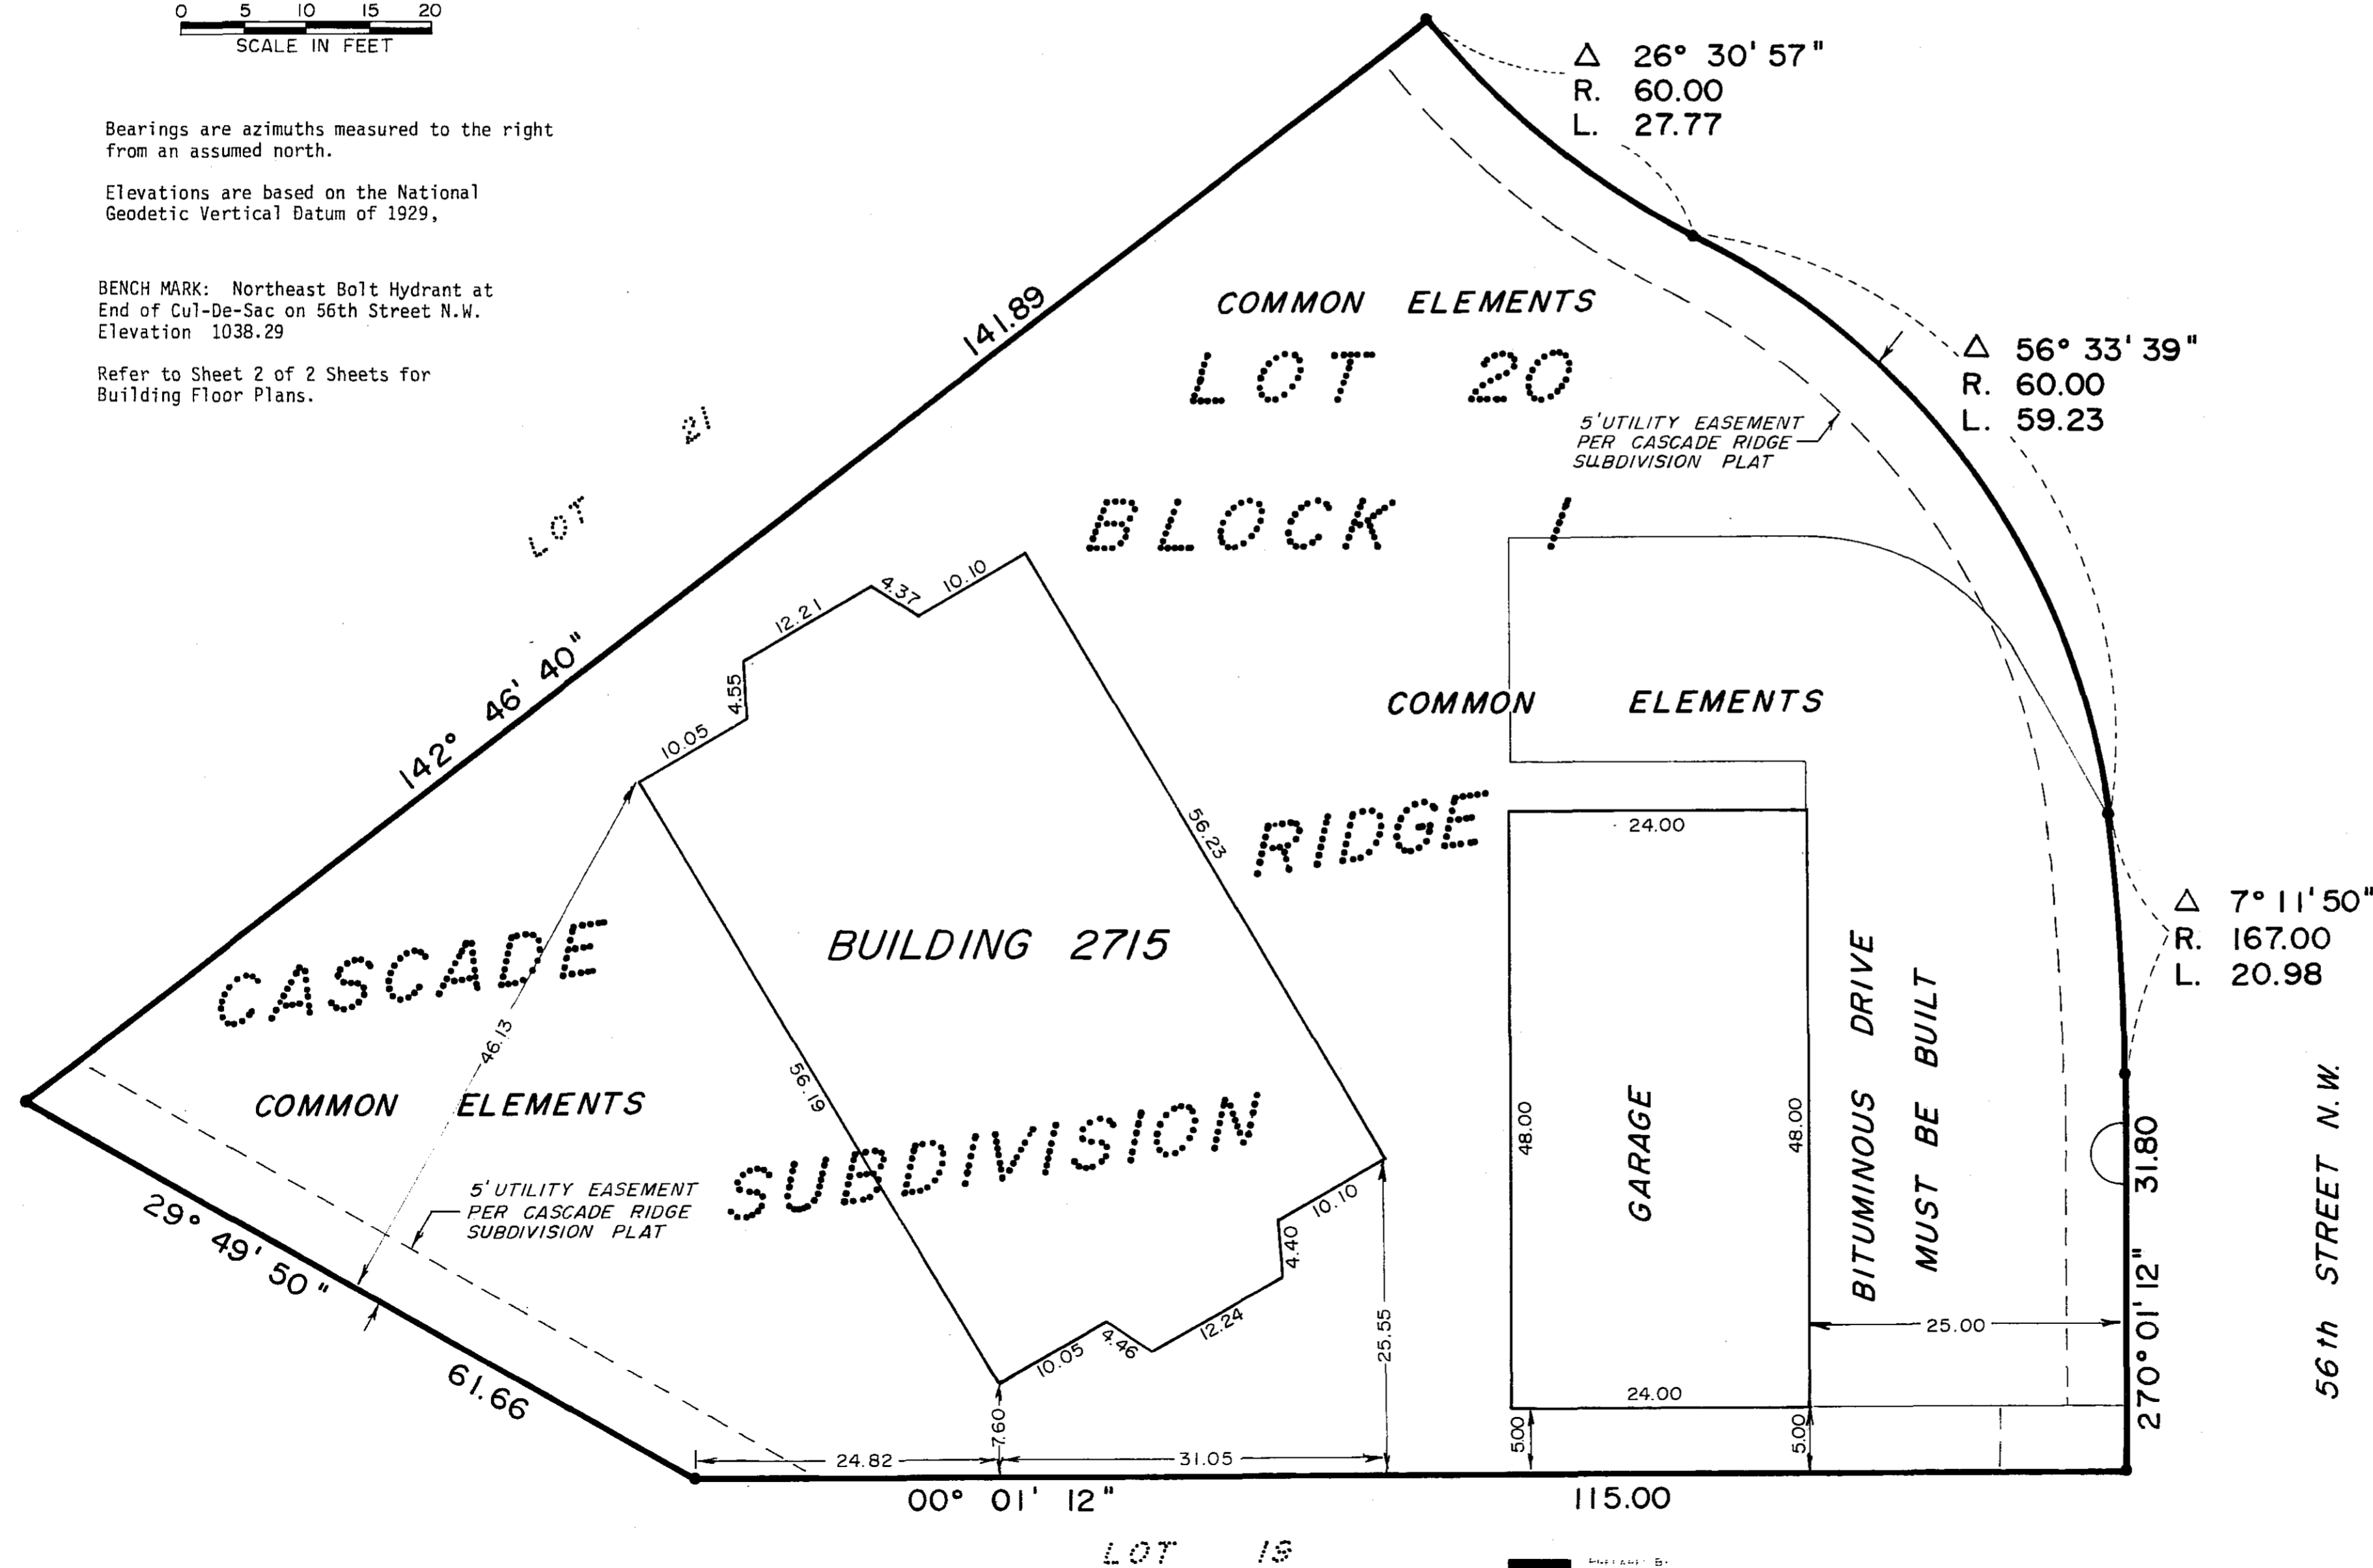 0 5 10 15 20
SCALE IN FEET
Bearings are azimuths measured to the right
from an assumed north.
Elevations are based on the National
Geodetic Vertical Datum of 1929,
BENCH MARK: Northeast Bolt Hydrant at
End of Cul-De-Sac on 56th Street N.W.
Elevation 1038.29
Refer to Sheet 2 of 2 Sheets for
Building Floor Plans.
Δ 26° 30' 57"
R. 60.00
L. 27.77
Δ 56° 33' 39"
R. 60.00
L. 59.23
141.89
142° 46' 40"
LOT 21
COMMON ELEMENTS
LOT 20
5' UTILITY EASEMENT
PER CASCADE RIDGE
SUBDIVISION PLAT
BLOCK 1
10.10
4.37
12.21
4.55
10.05
COMMON ELEMENTS
56.23
RIDGE
24.00
BUILDING 2715
CASCADE
46.13
56.19
COMMON ELEMENTS
SUBDIVISION
5' UTILITY EASEMENT
PER CASCADE RIDGE
SUBDIVISION PLAT
29° 49' 50"
61.66
10.10
4.40
12.24
4.46
10.05
7.60
25.55
24.82
31.05
48.00
GARAGE
48.00
24.00
5.00
5.00
BITUMINOUS DRIVE
MUST BE BUILT
25.00
Δ 7° 11' 50"
R. 167.00
L. 20.98
31.80
270° 01' 12"
56th STREET N.W.
00° 01' 12"
115.00
LOT